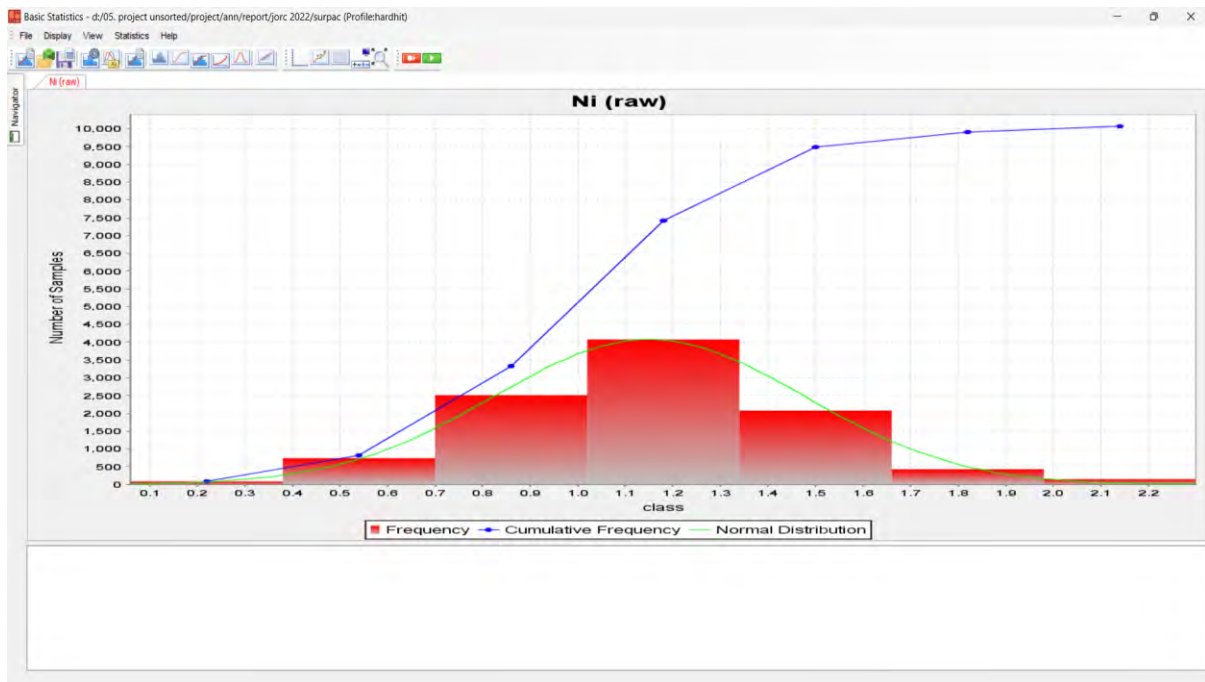 Basic Statistics - d:/05. project unsorted/project/ann/report/jorc 2022/surpac (Profile:hardhit)
File Display View Statistics Help
Navigator
Ni (raw)
Ni (raw)
Number of Samples
10,000
9,500
9,000
8,500
8,000
7,500
7,000
6,500
6,000
5,500
5,000
4,500
4,000
3,500
3,000
2,500
2,000
1,500
1,000
500
0
0.1 0.2 0.3 0.4 0.5 0.6 0.7 0.8 0.9 1.0 1.1 1.2 1.3 1.4 1.5 1.6 1.7 1.8 1.9 2.0 2.1 2.2
class
Frequency Cumulative Frequency Normal Distribution